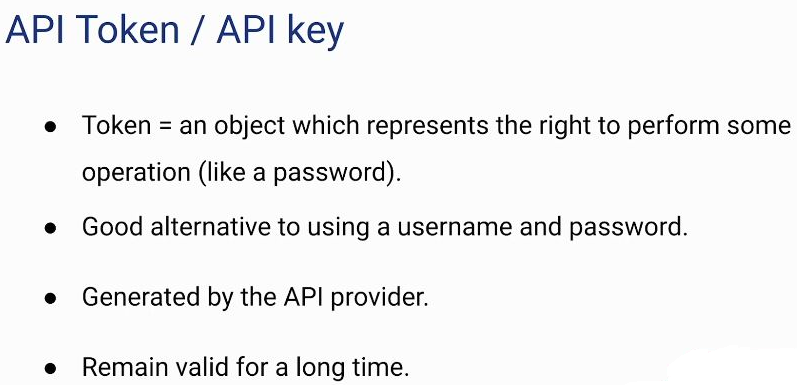 API Token / API key
● Token = an object which represents the right to perform some
operation (like a password).
● Good alternative to using a username and password.
● Generated by the API provider.
● Remain valid for a long time.